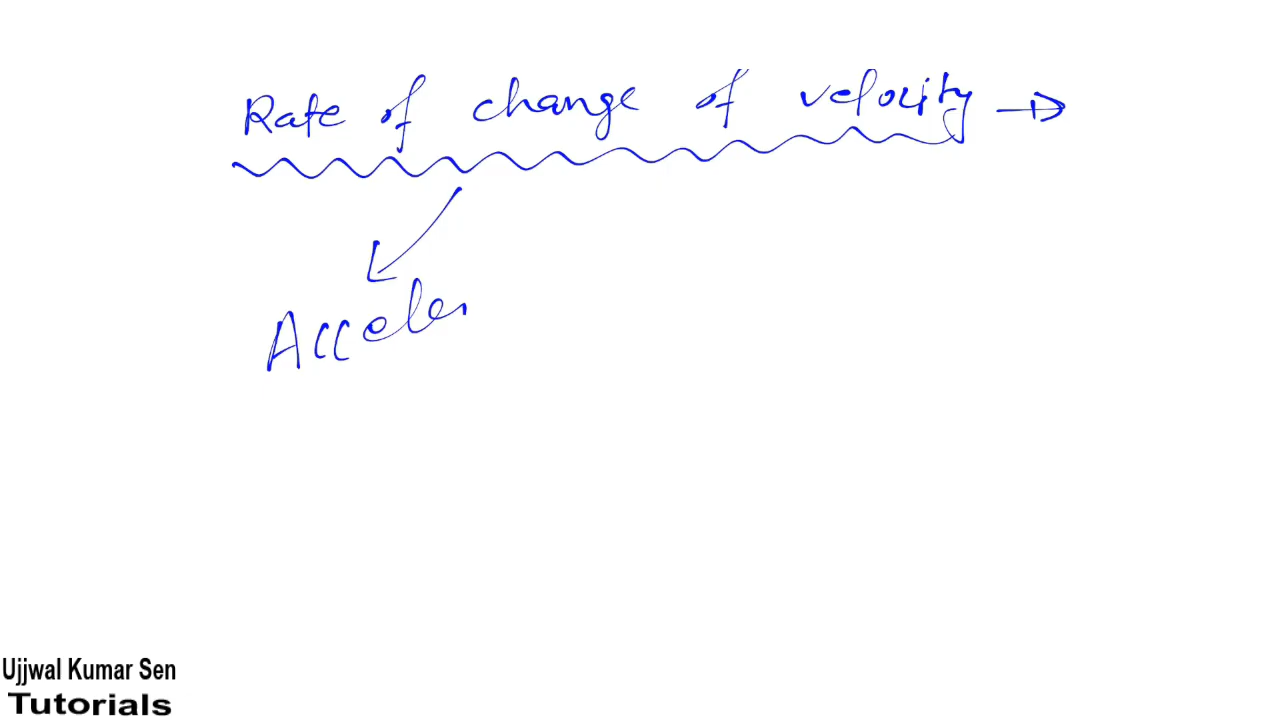 Rate of change of velocity →
Acceler
Ujjwal Kumar Sen
Tutorials